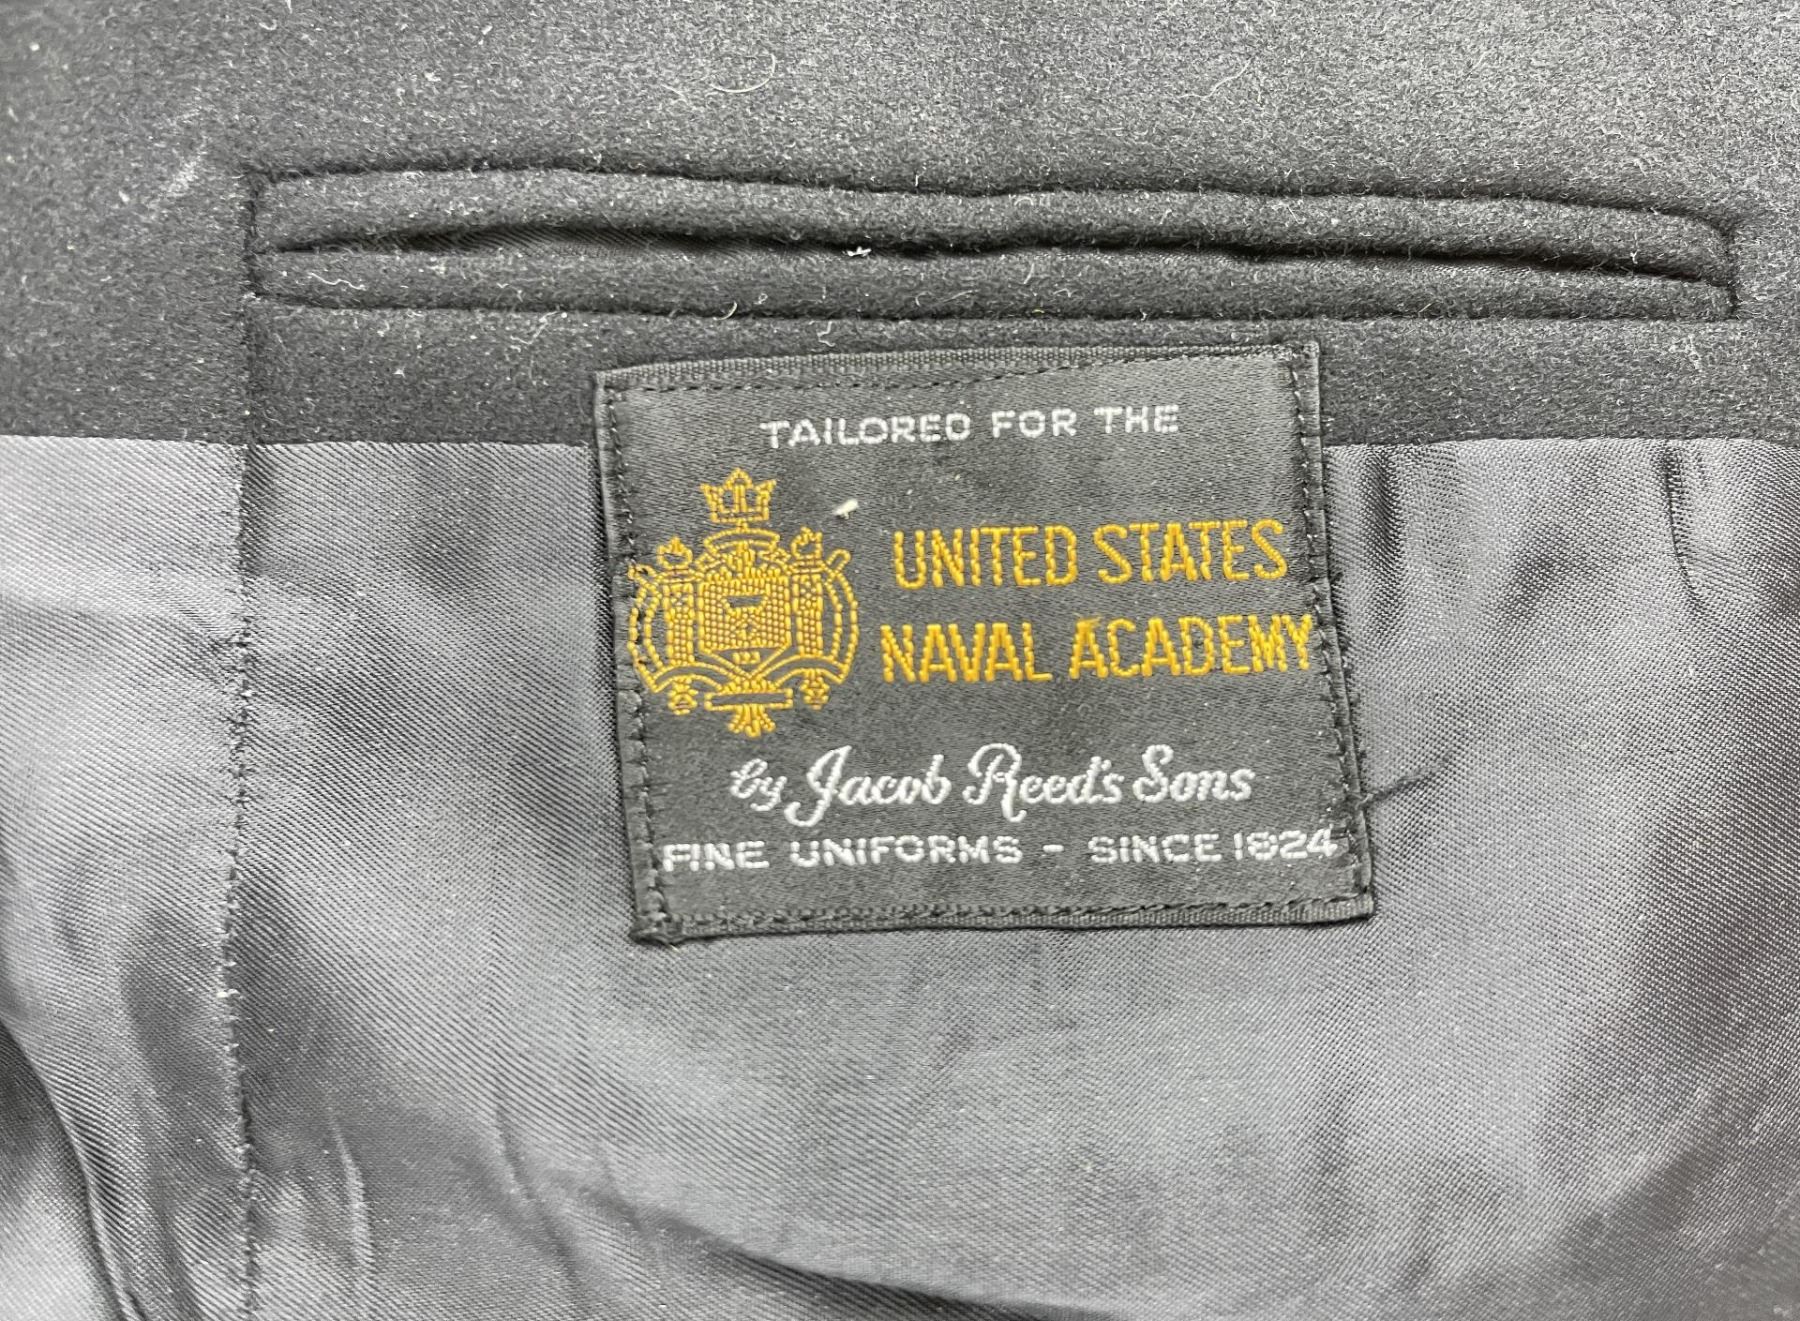 TAILORED FOR THE
UNITED STATES
NAVAL ACADEMY
by Jacob Reed's Sons
FINE UNIFORMS - SINCE 1824